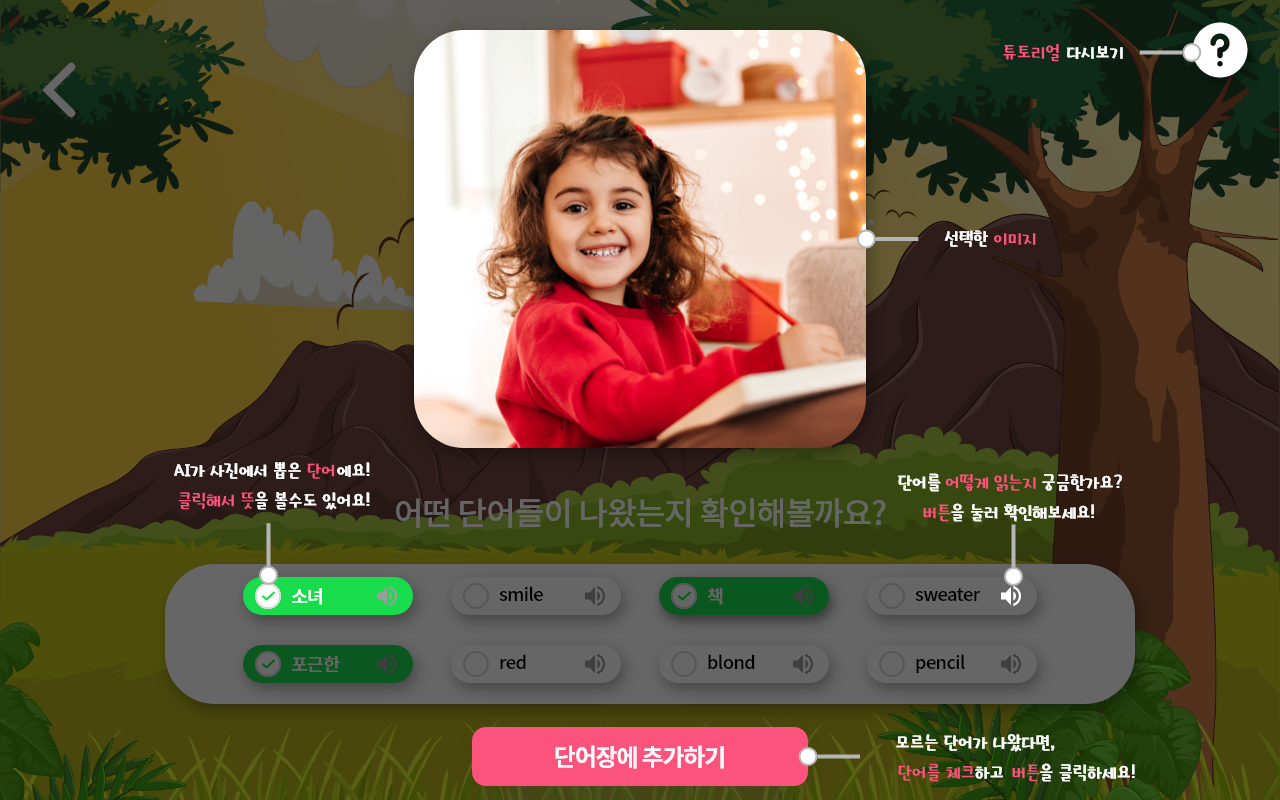 튜토리얼 다시보기
선택한 이미지
AI가 사진에서 뽑은 단어에요!
클릭해서 뜻을 볼수도 있어요!
단어를 어떻게 읽는지 궁금한가요?
버튼을 눌러 확인해보세요!
어떤 단어들이 나왔는지 확인해볼까요?
소녀 smile 책 sweater
포근한 red blond pencil
단어장에 추가하기
모르는 단어가 나왔다면,
단어를 체크하고 버튼을 클릭하세요!